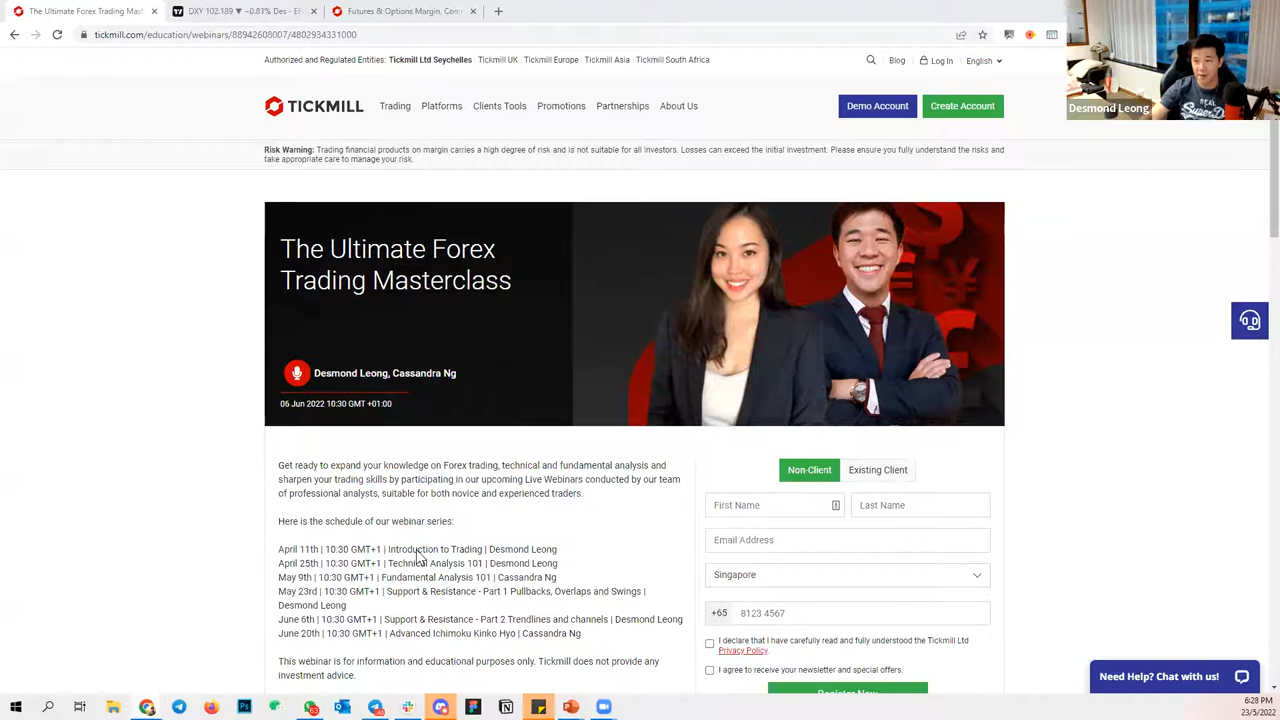 The Ultimate Forex Trading Mast
DXY 102.189 ▼ −0.81% Des - EF
Futures & Options Margin, Com
tickmill.com/education/webinars/88942608007/4802934331000
Authorized and Regulated Entities: Tickmill Ltd Seychelles Tickmill UK Tickmill Europe Tickmill Asia Tickmill South Africa
Blog Log In English
TICKMILL
Trading Platforms Clients Tools Promotions Partnerships About Us
Demo Account Create Account
Desmond Leong
Risk Warning: Trading financial products on margin carries a high degree of risk and is not suitable for all investors. Losses can exceed the initial investment. Please ensure you fully understand the risks and
take appropriate care to manage your risk.
The Ultimate Forex
Trading Masterclass
Desmond Leong, Cassandra Ng
06 Jun 2022 10:30 GMT +01:00
Get ready to expand your knowledge on Forex trading, technical and fundamental analysis and
sharpen your trading skills by participating in our upcoming Live Webinars conducted by our team
of professional analysts, suitable for both novice and experienced traders.
Here is the schedule of our webinar series:
April 11th | 10:30 GMT+1 | Introduction to Trading | Desmond Leong
April 25th | 10:30 GMT+1 | Technical Analysis 101 | Desmond Leong
May 9th | 10:30 GMT+1 | Fundamental Analysis 101 | Cassandra Ng
May 23rd | 10:30 GMT+1 | Support & Resistance - Part 1 Pullbacks, Overlaps and Swings |
Desmond Leong
June 6th | 10:30 GMT+1 | Support & Resistance - Part 2 Trendlines and channels | Desmond Leong
June 20th | 10:30 GMT+1 | Advanced Ichimoku Kinko Hyo | Cassandra Ng
This webinar is for information and educational purposes only. Tickmill does not provide any
investment advice.
Non-Client Existing Client
First Name Last Name
Email Address
Singapore
+65 8123 4567
I declare that I have carefully read and fully understood the Tickmill Ltd
Privacy Policy.
I agree to receive your newsletter and special offers.
Register Now
Need Help? Chat with us!
63
6:28 PM
23/5/2022